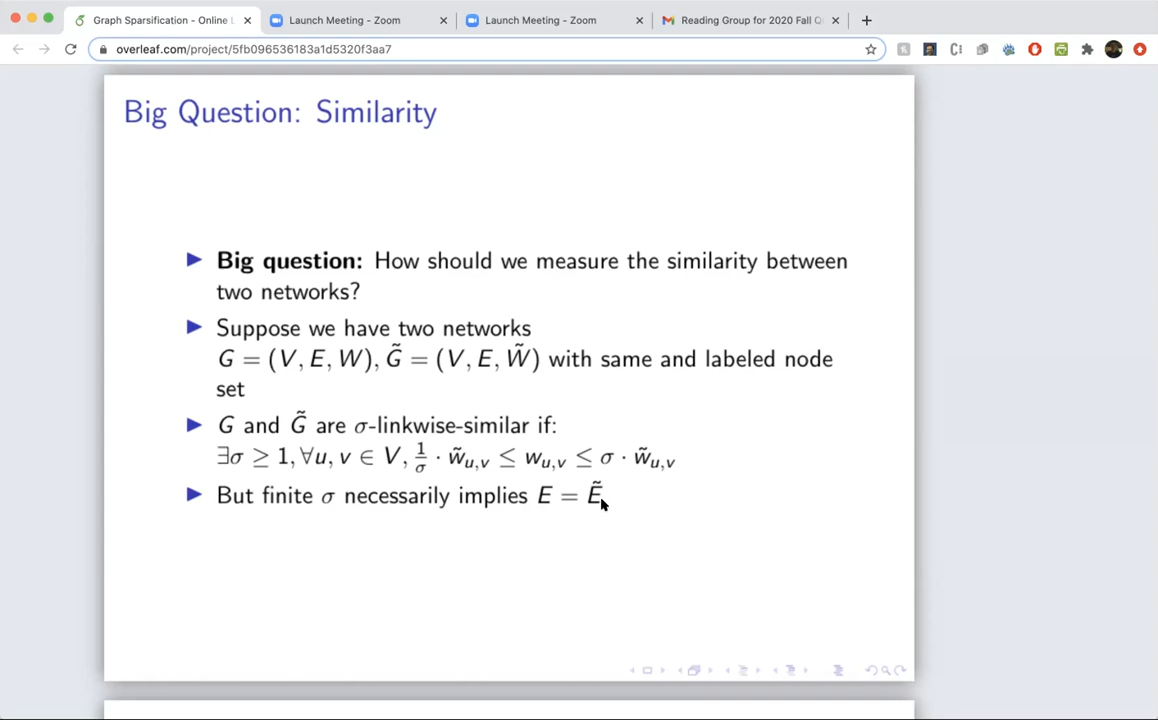 Graph Sparsification - Online L
Launch Meeting - Zoom
Launch Meeting - Zoom
Reading Group for 2020 Fall Q
overleaf.com/project/5fb096536183a1d5320f3aa7
Big Question: Similarity
Big question: How should we measure the similarity between
two networks?
Suppose we have two networks
G = (V, E, W), G̃ = (V, E, W̃) with same and labeled node
set
G and G̃ are σ-linkwise-similar if:
∃σ ≥ 1, ∀u, v ∈ V, 1/σ · w̃u,v ≤ wu,v ≤ σ · w̃u,v
But finite σ necessarily implies E = Ẽ